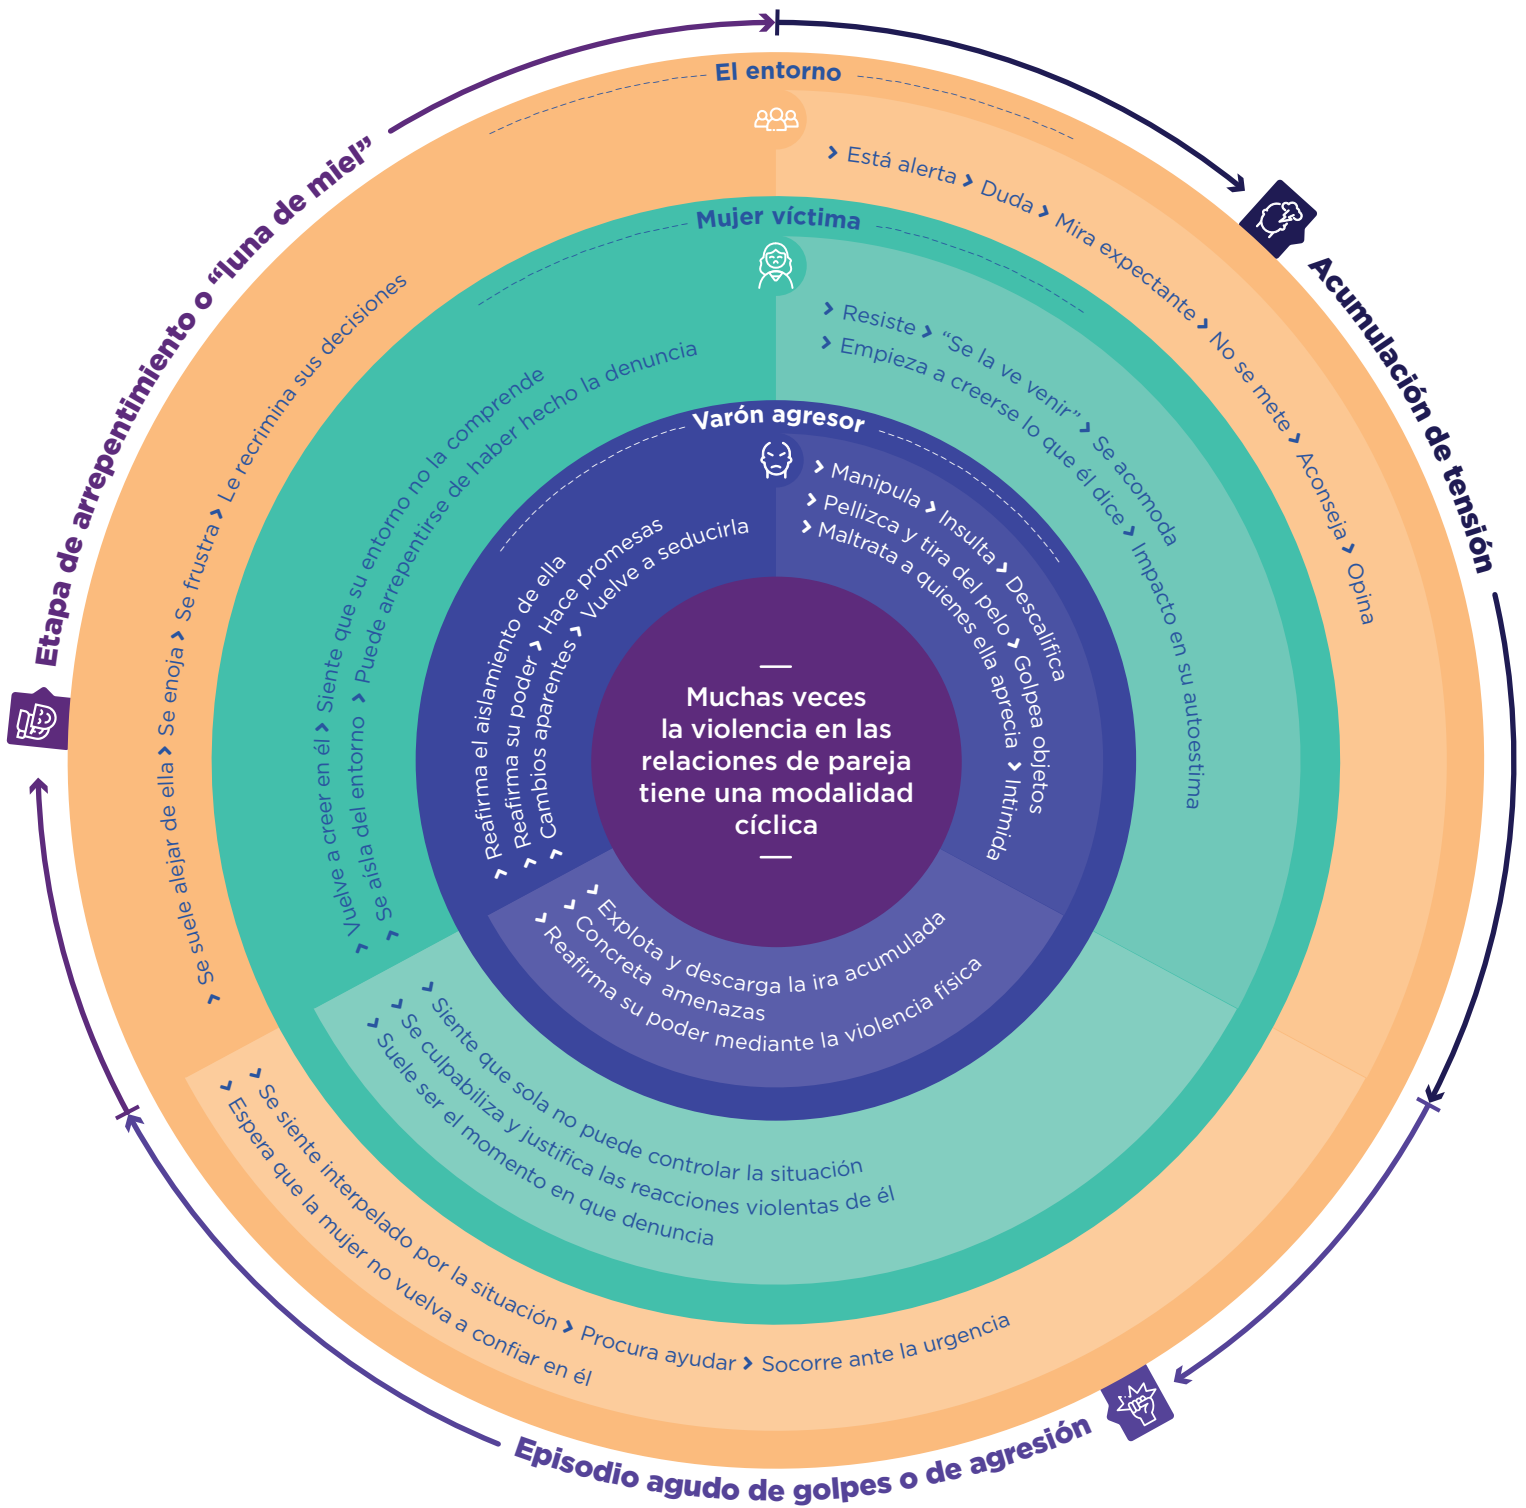 El entorno
Está alerta
Duda
Mira expectante
No se mete
Aconseja
Opina
Mujer víctima
Resiste
“Se la ve venir”
Se acomoda
Empieza a creerse lo que él dice
Impacto en su autoestima
Varón agresor
Manipula
Insulta
Descalifica
Pellizca y tira del pelo
Golpea objetos
Maltrata a quienes ella aprecia
Intimida
Muchas veces
la violencia en las
relaciones de pareja
tiene una modalidad
cíclica
Acumulación de tensión
Explota y descarga la ira acumulada
Concreta amenazas
Reafirma su poder mediante la violencia física
Siente que sola no puede controlar la situación
Se culpabiliza y justifica las reacciones violentas de él
Suele ser el momento en que denuncia
Se siente interpelado por la situación
Procura ayudar
Socorre ante la urgencia
Espera que la mujer no vuelva a confiar en él
Episodio agudo de golpes o de agresión
Reafirma el aislamiento de ella
Reafirma su poder
Hace promesas
Cambios aparentes
Vuelve a seducirla
Vuelve a creer en él
Siente que su entorno no la comprende
Se aisla del entorno
Puede arrepentirse de haber hecho la denuncia
Se suele alejar de ella
Se enoja
Se frustra
Le recrimina sus decisiones
Etapa de arrepentimiento o “luna de miel”